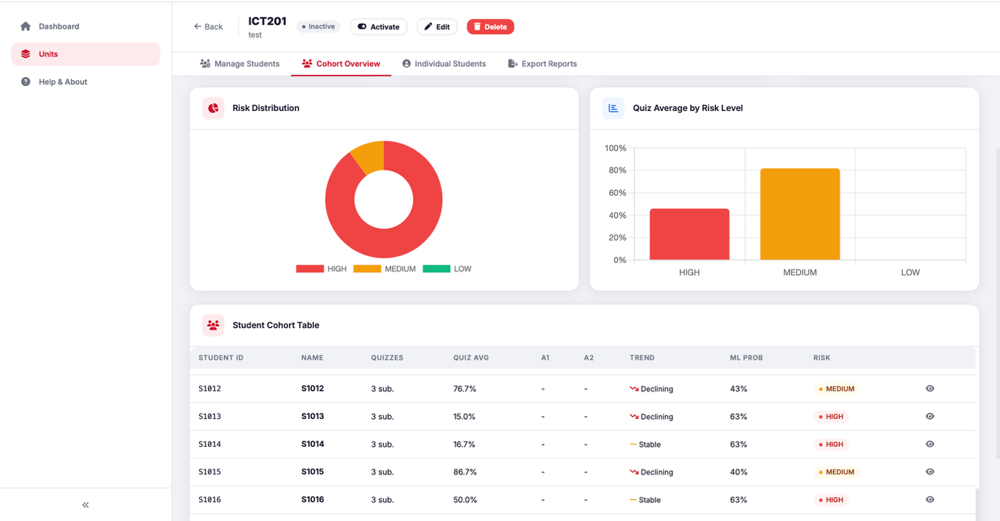 Dashboard
Units
Help & About
Back
ICT201
test
Inactive
Activate
Edit
Delete
Manage Students
Cohort Overview
Individual Students
Export Reports
Risk Distribution
HIGH MEDIUM LOW
Quiz Average by Risk Level
100%
80%
60%
40%
20%
0%
HIGH MEDIUM LOW
Student Cohort Table
STUDENT ID NAME QUIZZES QUIZ AVG A1 A2 TREND ML PROB RISK
S1012 S1012 3 sub. 76.7% - - Declining 43% MEDIUM
S1013 S1013 3 sub. 15.0% - - Declining 63% HIGH
S1014 S1014 3 sub. 16.7% - - Stable 63% HIGH
S1015 S1015 3 sub. 86.7% - - Declining 40% MEDIUM
S1016 S1016 3 sub. 50.0% - - Stable 63% HIGH